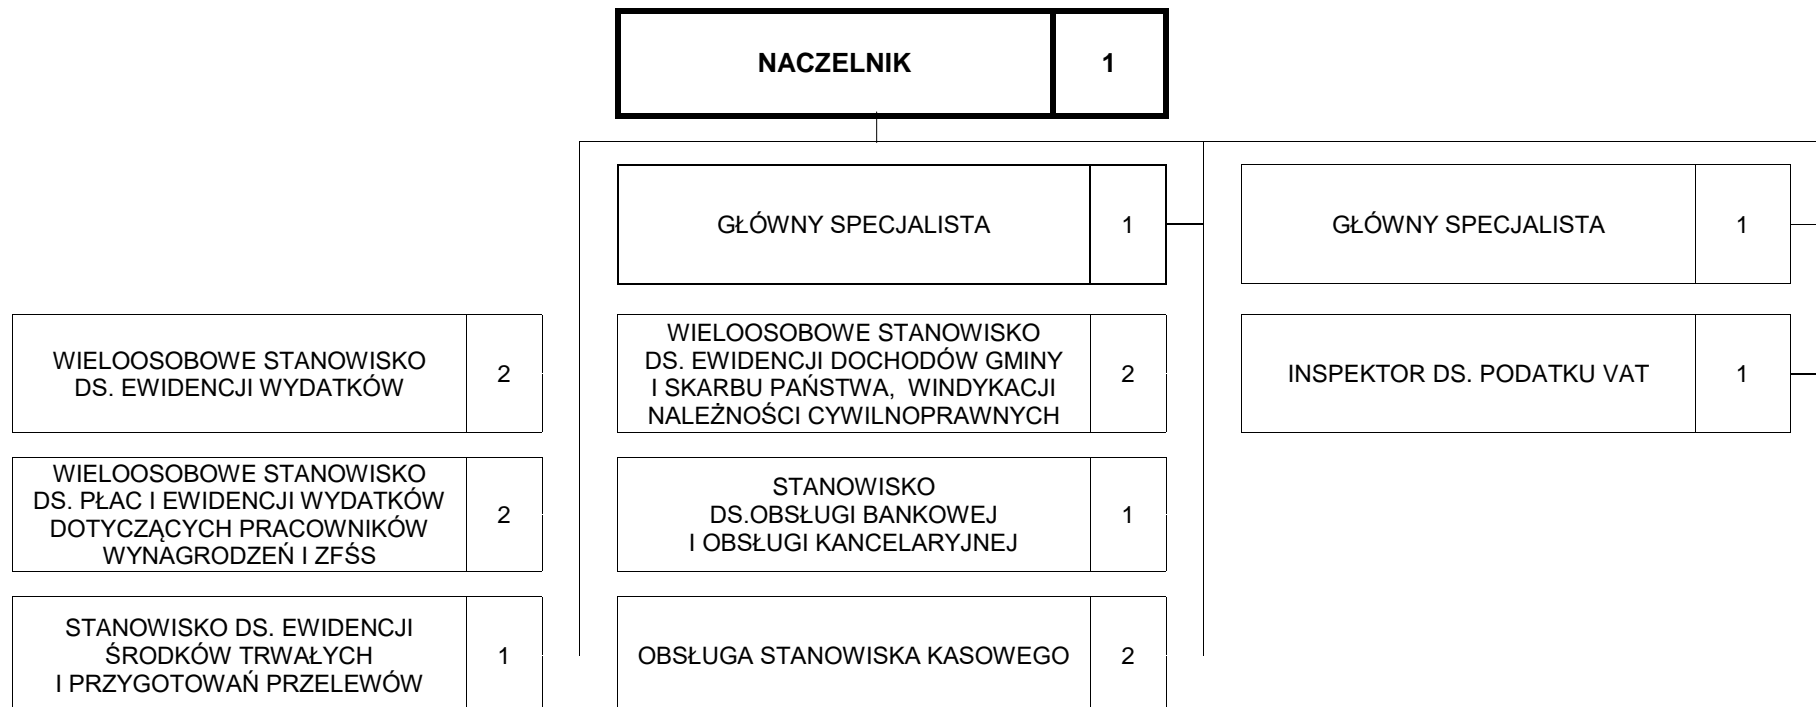 NACZELNIK 1
GŁÓWNY SPECJALISTA 1
GŁÓWNY SPECJALISTA 1
WIELOOSOBOWE STANOWISKO
DS. EWIDENCJI WYDATKÓW
2
WIELOOSOBOWE STANOWISKO
DS. EWIDENCJI DOCHODÓW GMINY
I SKARBU PAŃSTWA, WINDYKACJI
NALEŻNOŚCI CYWILNOPRAWNYCH
2
INSPEKTOR DS. PODATKU VAT 1
WIELOOSOBOWE STANOWISKO
DS. PŁAC I EWIDENCJI WYDATKÓW
DOTYCZĄCYCH PRACOWNIKÓW
WYNAGRODZEŃ I ZFŚS
2
STANOWISKO
DS.OBSŁUGI BANKOWEJ
I OBSŁUGI KANCELARYJNEJ
1
STANOWISKO DS. EWIDENCJI
ŚRODKÓW TRWAŁYCH
I PRZYGOTOWAŃ PRZELEWÓW
1
OBSŁUGA STANOWISKA KASOWEGO 2